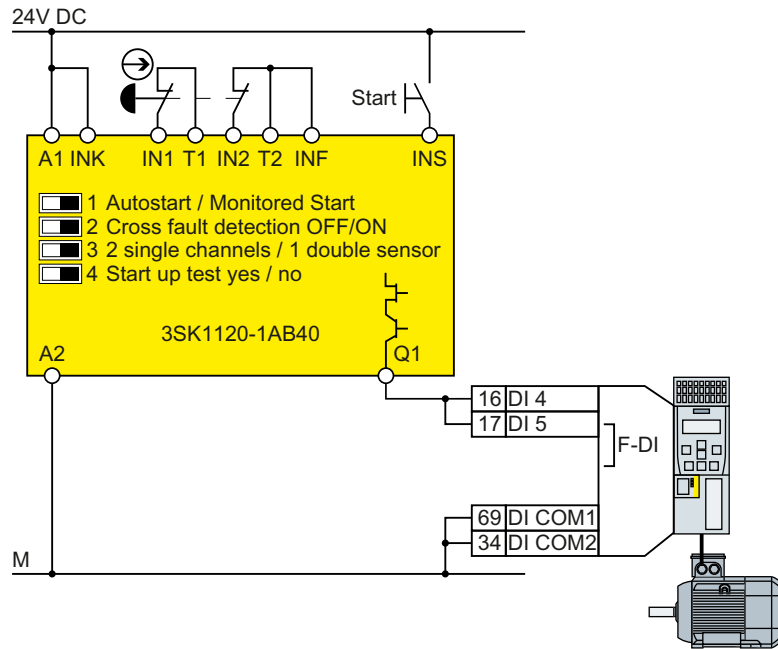 24V DC
Start
A1 INK IN1 T1 IN2 T2 INF INS
1 Autostart / Monitored Start
2 Cross fault detection OFF/ON
3 2 single channels / 1 double sensor
4 Start up test yes / no
3SK1120-1AB40
A2 Q1
16 DI 4
17 DI 5
F-DI
69 DI COM1
34 DI COM2
M